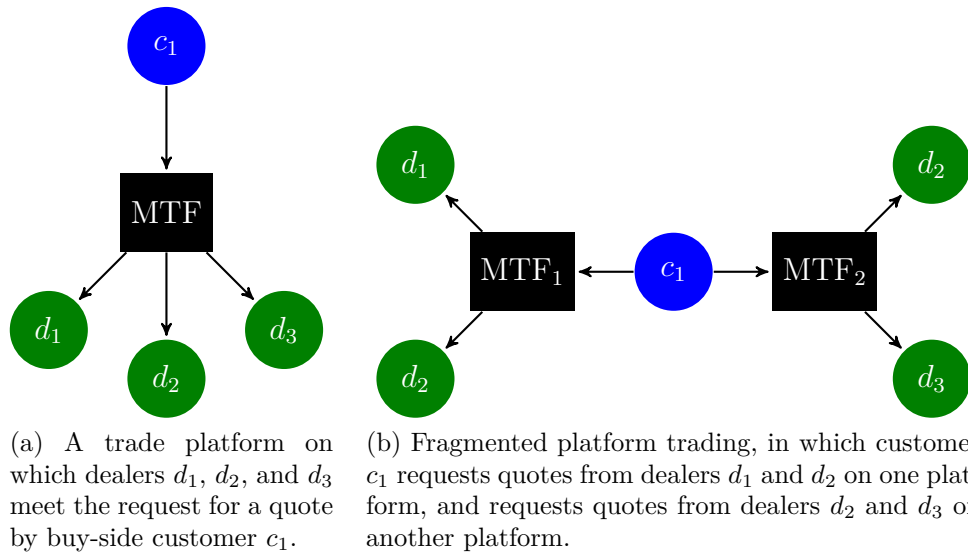 c₁
MTF
d₁
d₂
d₃
(a) A trade platform on
which dealers d₁, d₂, and d₃
meet the request for a quote
by buy-side customer c₁.
d₁
d₂
MTF₁
c₁
MTF₂
d₂
d₃
(b) Fragmented platform trading, in which custome
c₁ requests quotes from dealers d₁ and d₂ on one plat-
form, and requests quotes from dealers d₂ and d₃ o
another platform.